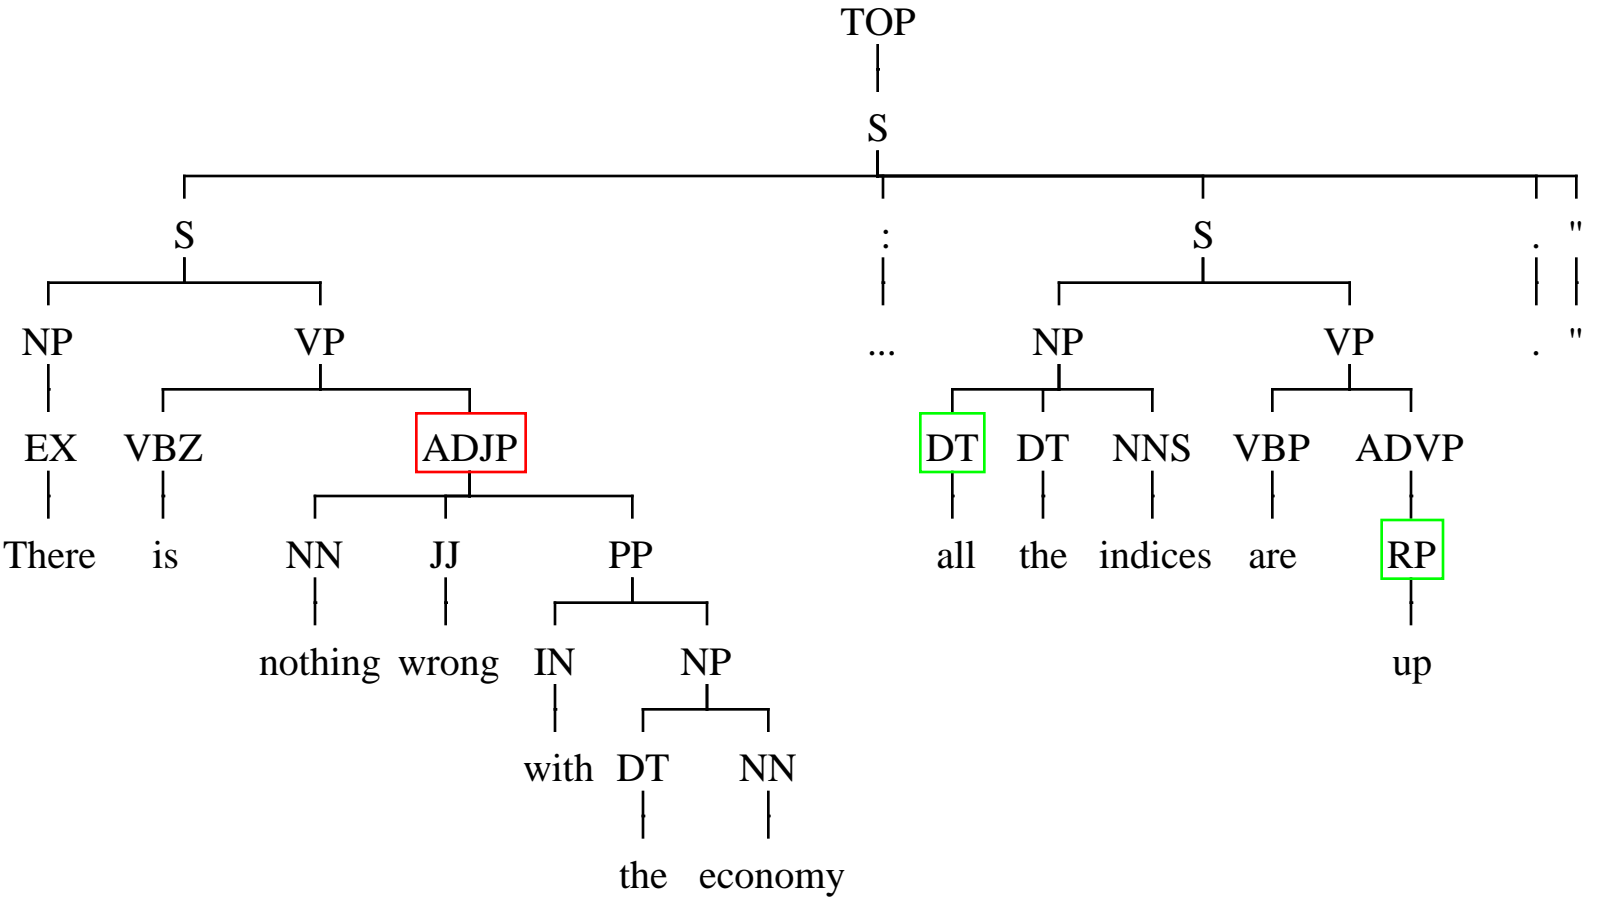 TOP
S
S : S . "
NP VP ... NP VP . "
EX VBZ ADJP DT DT NNS VBP ADVP
There is NN JJ PP all the indices are RP
nothing wrong IN NP up
with DT NN
the economy